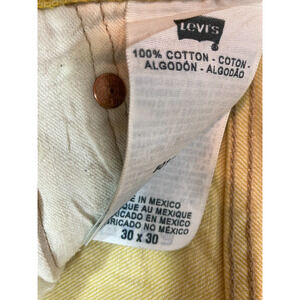 Levi's
100% COTTON - COTON -
ALGODÓN - ALGODÃO
IN MEXICO
QUE AU MEXIQUE
ICADO EN MEXICO
RICADO NO MÉXICO
30 x 30